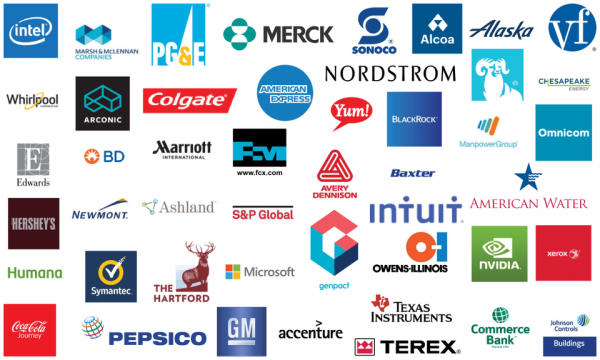 intel
MARSH & McLENNAN
COMPANIES
PG&E
MERCK
SONOCO
Alcoa
Alaska
vf
Whirlpool
ARCONIC
Colgate
AMERICAN
EXPRESS
NORDSTROM
Yum!
BLACKROCK
CHESAPEAKE
ENERGY
ManpowerGroup
Omnicom
E
Edwards
BD
Marriott
INTERNATIONAL
FCX
www.fcx.com
AVERY
DENNISON
Baxter
AMERICAN WATER
HERSHEY'S
NEWMONT
Ashland
S&P Global
intuit
genpact
OWENS-ILLINOIS
NVIDIA
xerox
Humana
Symantec
THE
HARTFORD
Microsoft
Coca-Cola
Journey
PEPSICO
GM
accenture
TEXAS
INSTRUMENTS
TEREX
Commerce
Bank
Johnson
Controls
Buildings